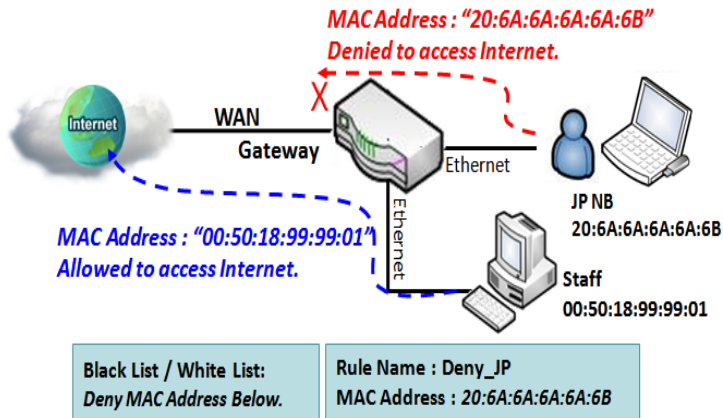 MAC Address : “20:6A:6A:6A:6A:6B”
Denied to access Internet.
X
Internet
WAN
Gateway
Ethernet
Ethernet
JP NB
20:6A:6A:6A:6A:6B
MAC Address : “00:50:18:99:99:01”
Allowed to access Internet.
Staff
00:50:18:99:99:01
Black List / White List:
Deny MAC Address Below.
Rule Name : Deny_JP
MAC Address : 20:6A:6A:6A:6A:6B